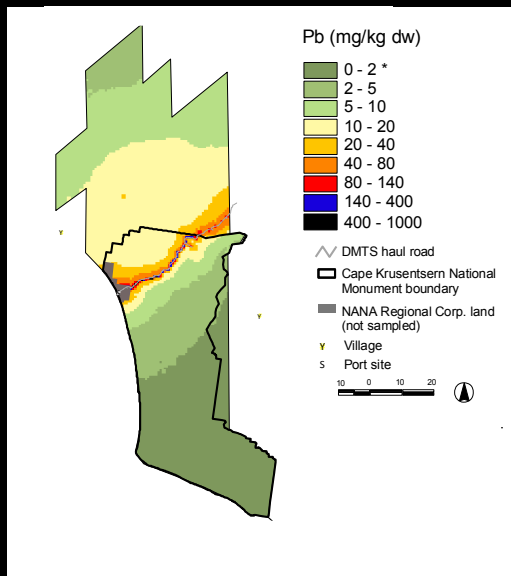 Pb (mg/kg dw)
0 - 2 *
2 - 5
5 - 10
10 - 20
20 - 40
40 - 80
80 - 140
140 - 400
400 - 1000
DMTS haul road
Cape Krusentsern National
Monument boundary
NANA Regional Corp. land
(not sampled)
Y Village
S Port site
10 0 10 20
Y
Y